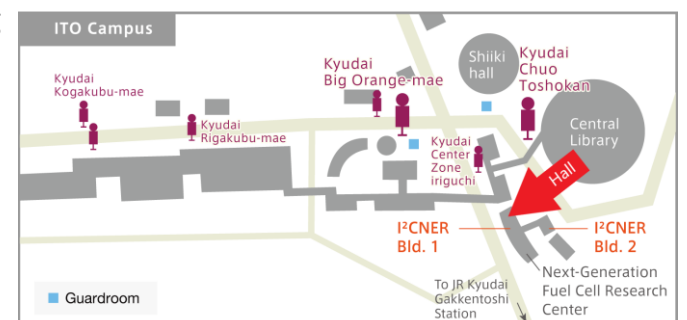 ITO Campus
Kyudai
Kogakubu-mae
Kyudai
Rigakubu-mae
Kyudai
Big Orange-mae
Shiiki
hall
Kyudai
Chuo
Toshokan
Central
Library
Kyudai
Center
Zone
iriguchi
Hall
I²CNER
Bld. 1
I²CNER
Bld. 2
Next-Generation
Fuel Cell Research
Center
To JR Kyudai
Gakkentoshi
Station
Guardroom